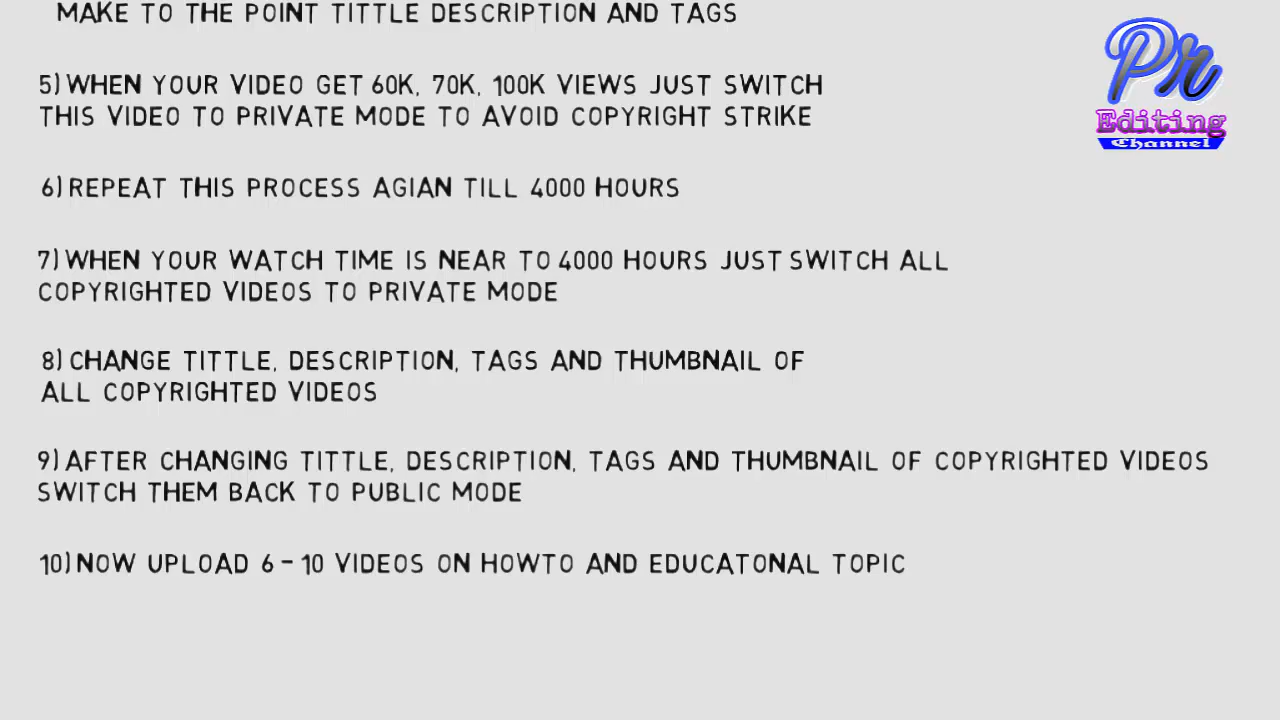 MAKE TO THE POINT TITTLE DESCRIPTION AND TAGS
Pr
Editing
Channel
5) WHEN YOUR VIDEO GET 60K, 70K, 100K VIEWS JUST SWITCH
THIS VIDEO TO PRIVATE MODE TO AVOID COPYRIGHT STRIKE
6) REPEAT THIS PROCESS AGIAN TILL 4000 HOURS
7) WHEN YOUR WATCH TIME IS NEAR TO 4000 HOURS JUST SWITCH ALL
COPYRIGHTED VIDEOS TO PRIVATE MODE
8) CHANGE TITTLE, DESCRIPTION, TAGS AND THUMBNAIL OF
ALL COPYRIGHTED VIDEOS
9) AFTER CHANGING TITTLE, DESCRIPTION, TAGS AND THUMBNAIL OF COPYRIGHTED VIDEOS
SWITCH THEM BACK TO PUBLIC MODE
10) NOW UPLOAD 6 - 10 VIDEOS ON HOWTO AND EDUCATONAL TOPIC